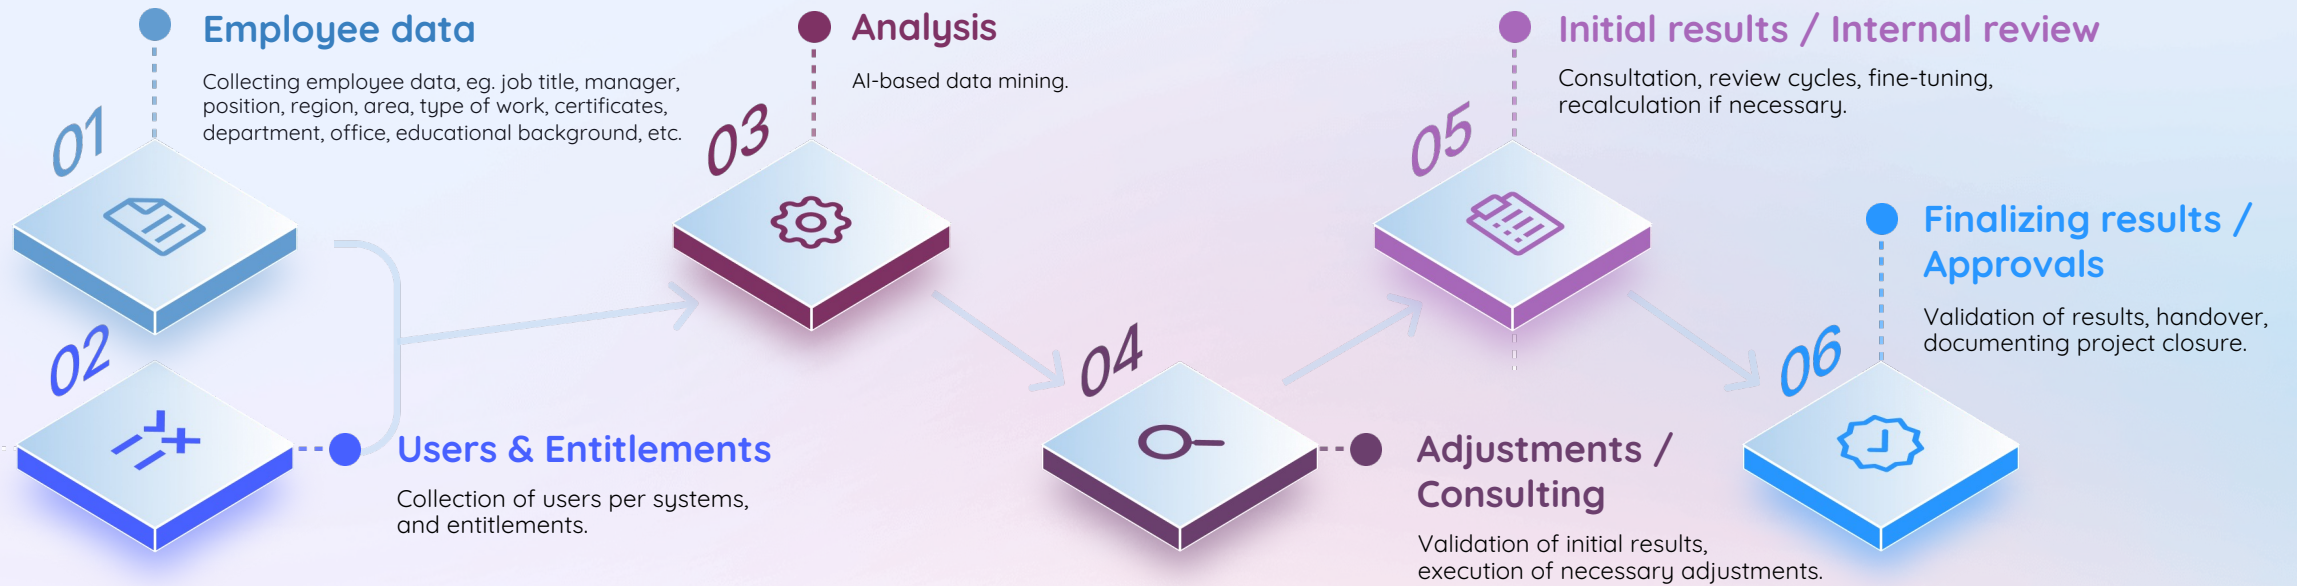 01
Employee data
Collecting employee data, eg. job title, manager,
position, region, area, type of work, certificates,
department, office, educational background, etc.
02
Users & Entitlements
Collection of users per systems,
and entitlements.
03
Analysis
AI-based data mining.
04
Adjustments /
Consulting
Validation of initial results,
execution of necessary adjustments.
05
Initial results / Internal review
Consultation, review cycles, fine-tuning,
recalculation if necessary.
06
Finalizing results /
Approvals
Validation of results, handover,
documenting project closure.